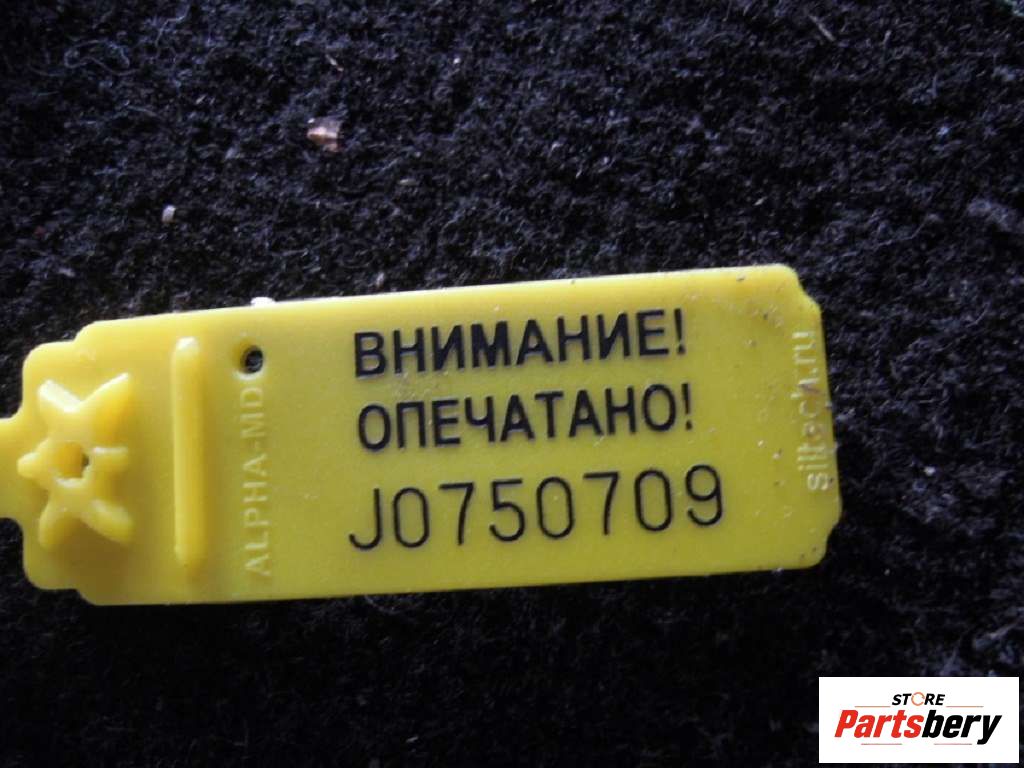 ВНИМАНИЕ!
ОПЕЧАТАНО!
J0750709
ALPHA-MD
siltech.ru
STORE
Partsbery